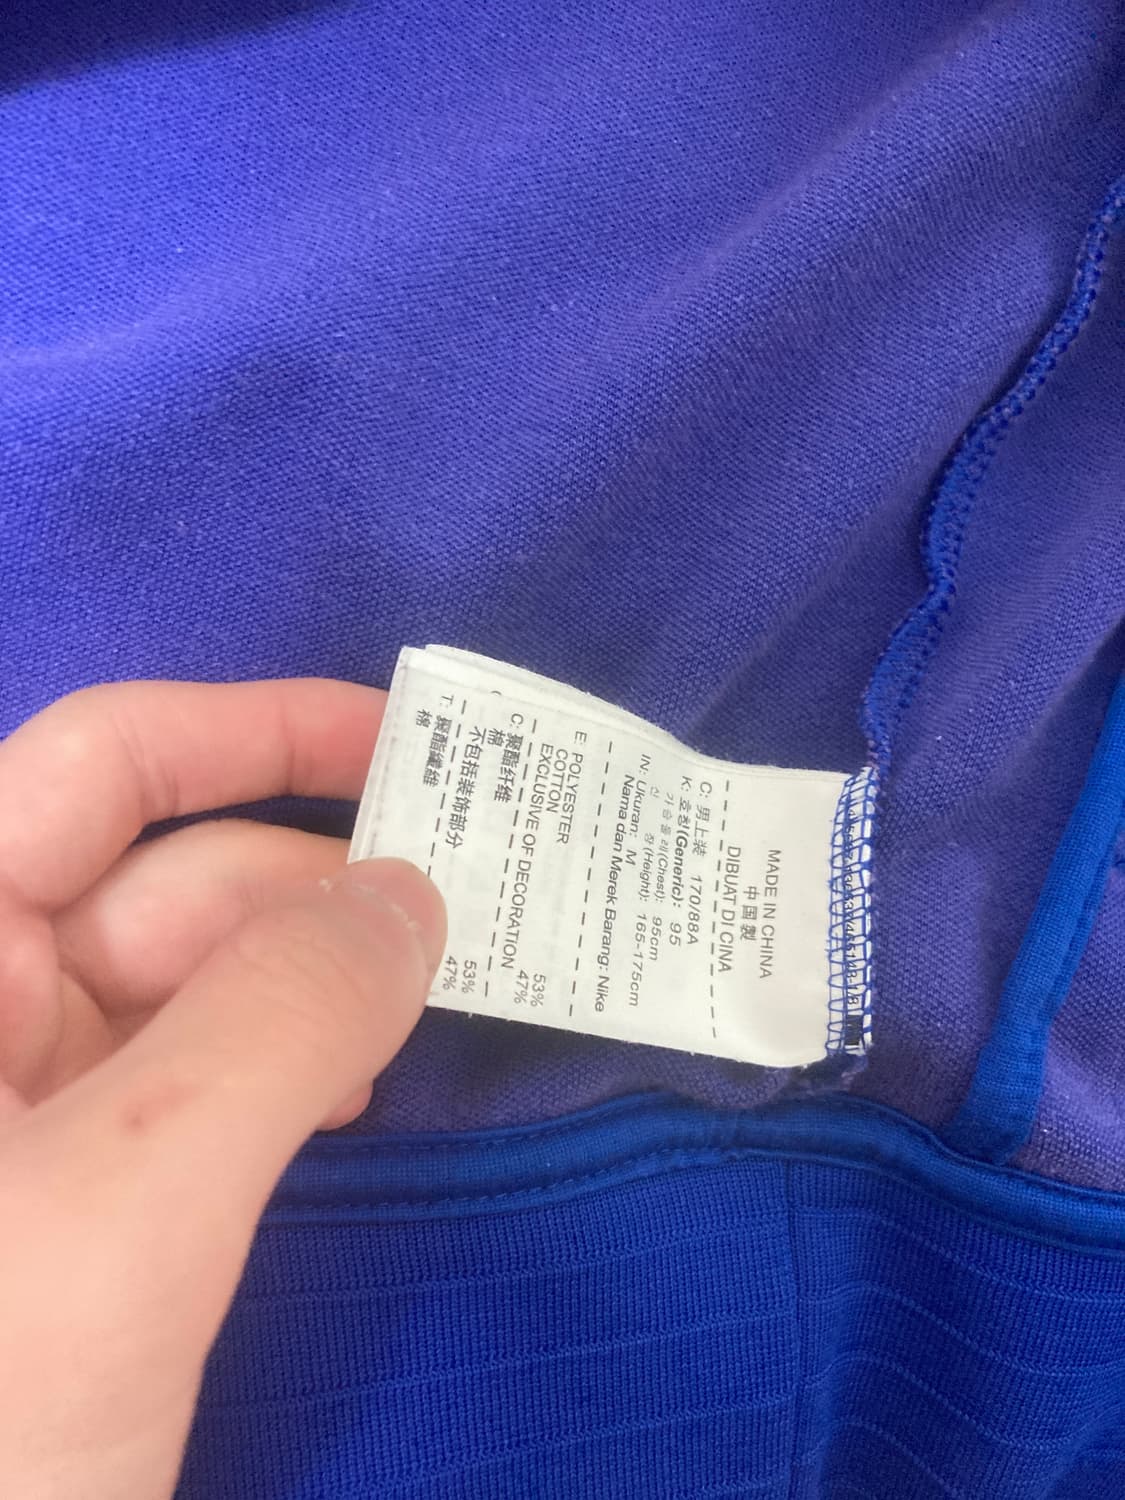 MADE IN CHINA
中国製
DIBUAT DI CINA
C: 男上装 170/88A
K: 호칭(Generic): 95
가슴둘레(Chest): 95cm
신 장(Height): 165-175cm
IN: Ukuran: M
Nama dan Merek Barang: Nike
E: POLYESTER 53%
COTTON 47%
EXCLUSIVE OF DECORATION
C: 聚酯纤维 53%
棉 47%
不包括装饰部分
T: 聚酯纖維
棉